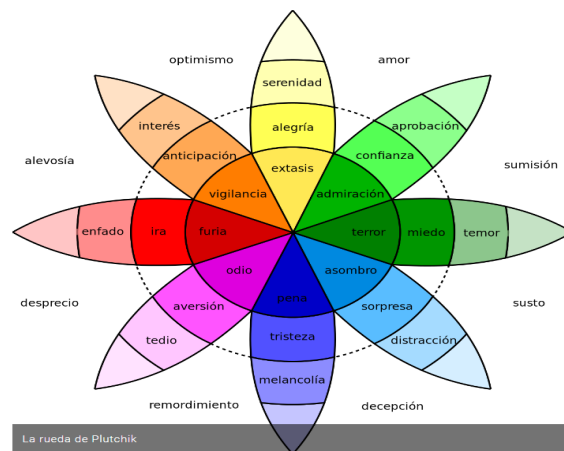 optimismo
amor
serenidad
interés
alegría
aprobación
anticipación
confianza
alevosía
extasis
sumisión
vigilancia
admiración
enfado
ira
furia
terror
miedo
temor
odio
asombro
desprecio
aversión
pena
sorpresa
susto
tedio
tristeza
distracción
melancolía
remordimiento
decepción
La rueda de Plutchik